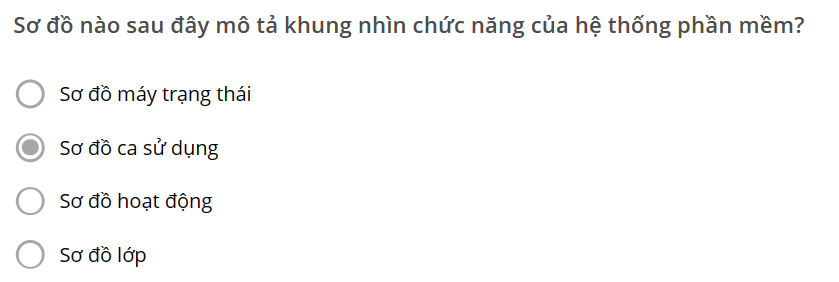 Sơ đồ nào sau đây mô tả khung nhìn chức năng của hệ thống phần mềm?
Sơ đồ máy trạng thái
Sơ đồ ca sử dụng
Sơ đồ hoạt động
Sơ đồ lớp